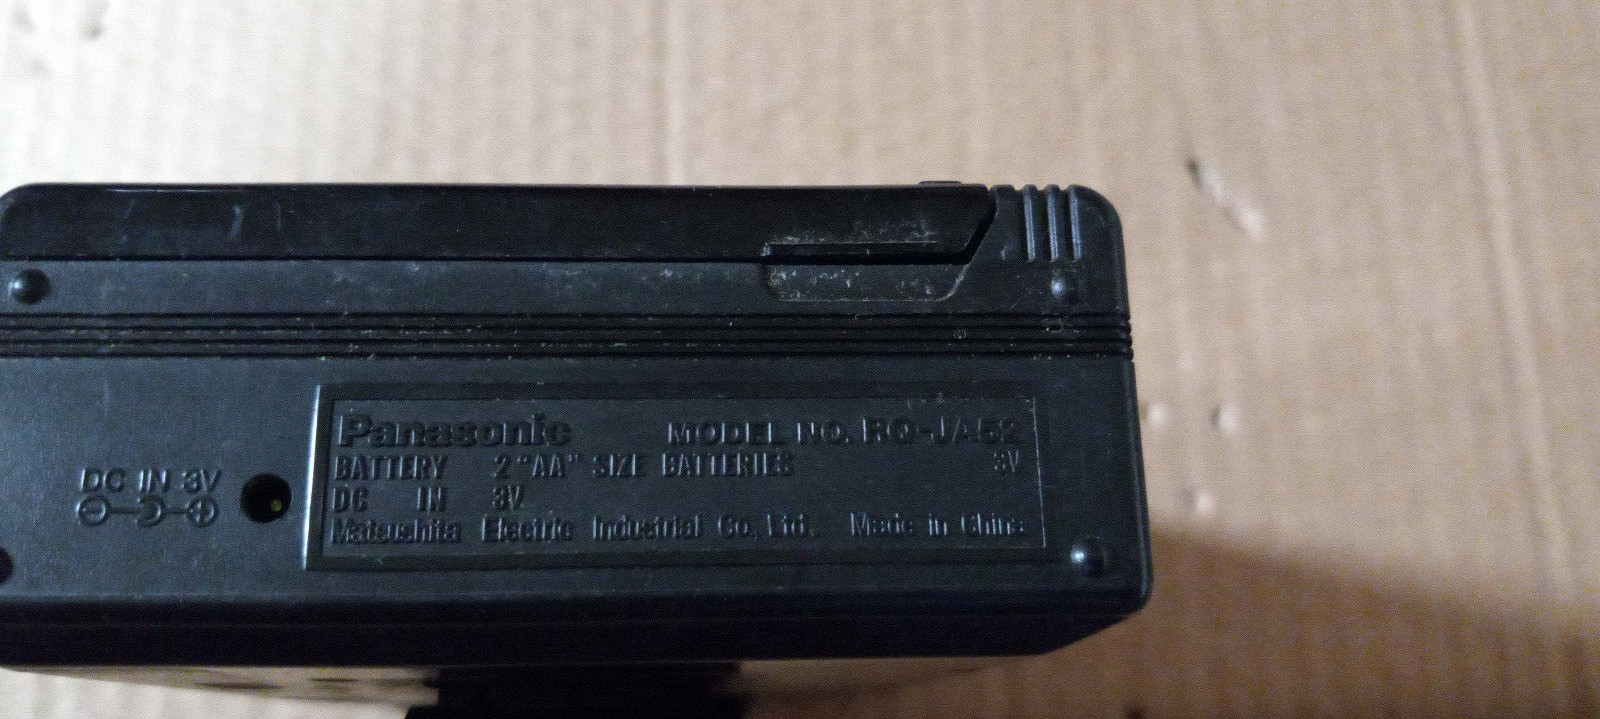 Panasonic MODEL NO. RQ-JA52
BATTERY 2 "AA" SIZE BATTERIES 3V
DC IN 3V
Matsushita Electric Industrial Co., Ltd. Made in China
DC IN 3V